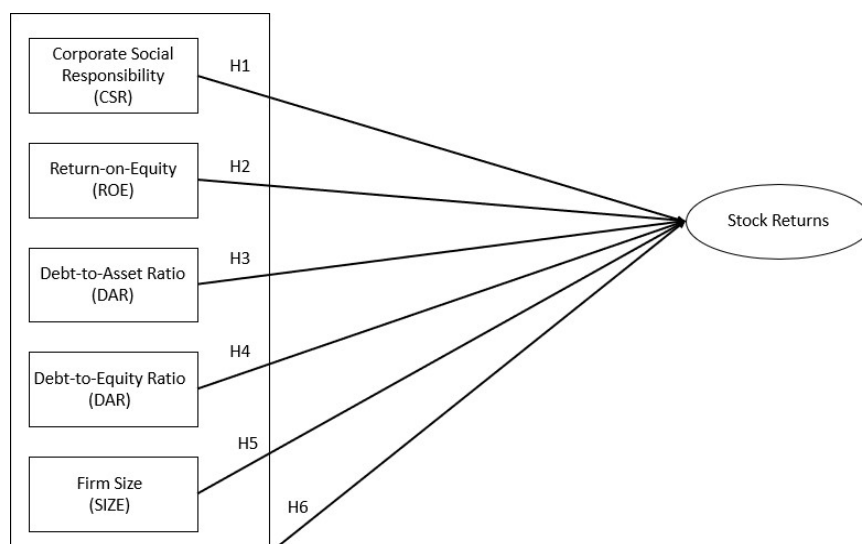 Corporate Social
Responsibility
(CSR)
H1
Return-on-Equity
(ROE)
H2
Stock Returns
Debt-to-Asset Ratio
(DAR)
H3
Debt-to-Equity Ratio
(DAR)
H4
Firm Size
(SIZE)
H5
H6